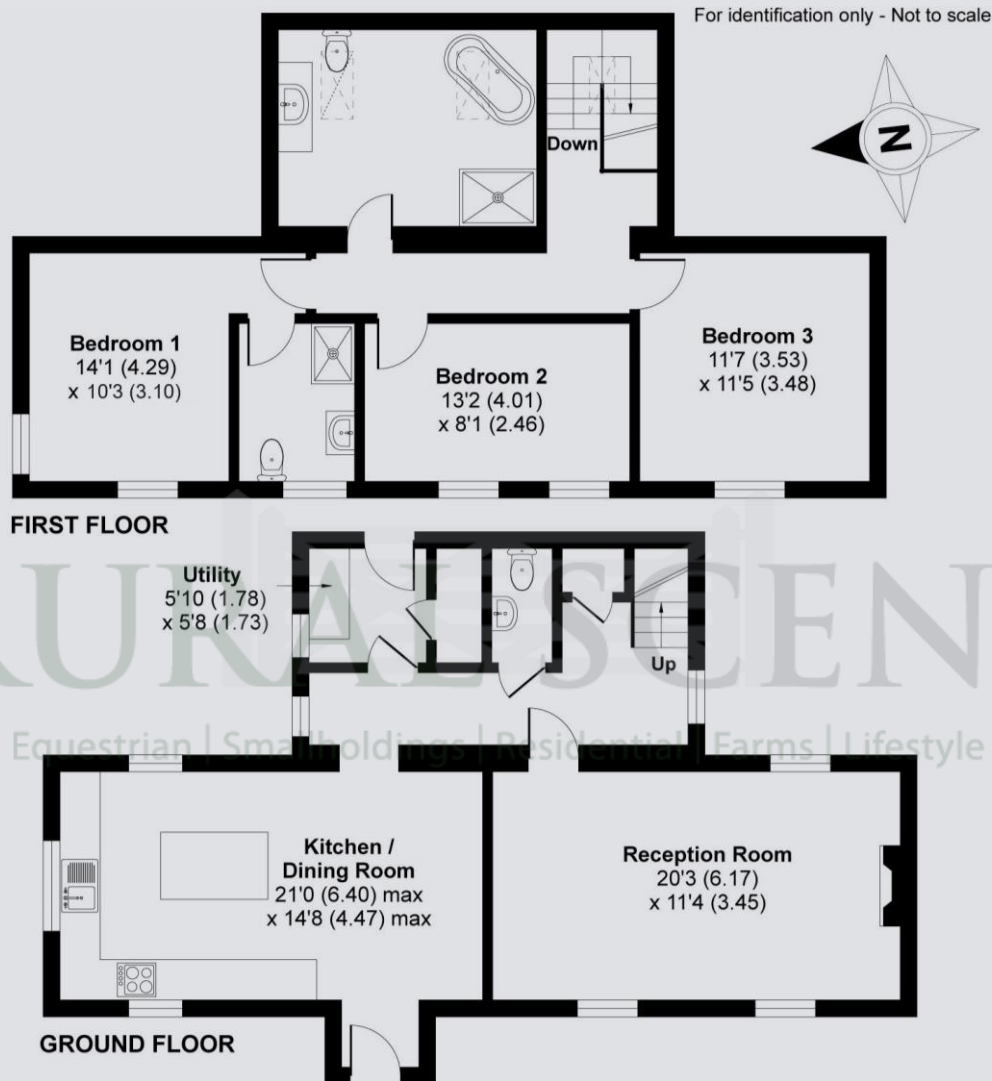 For identification only - Not to scale
N
Down
Bedroom 1
14'1 (4.29)
x 10'3 (3.10)
Bedroom 2
13'2 (4.01)
x 8'1 (2.46)
Bedroom 3
11'7 (3.53)
x 11'5 (3.48)
FIRST FLOOR
Utility
5'10 (1.78)
x 5'8 (1.73)
Up
RURAL SCEN
Equestrian | Smallholdings | Residential | Farms | Lifestyle
Kitchen /
Dining Room
21'0 (6.40) max
x 14'8 (4.47) max
Reception Room
20'3 (6.17)
x 11'4 (3.45)
GROUND FLOOR